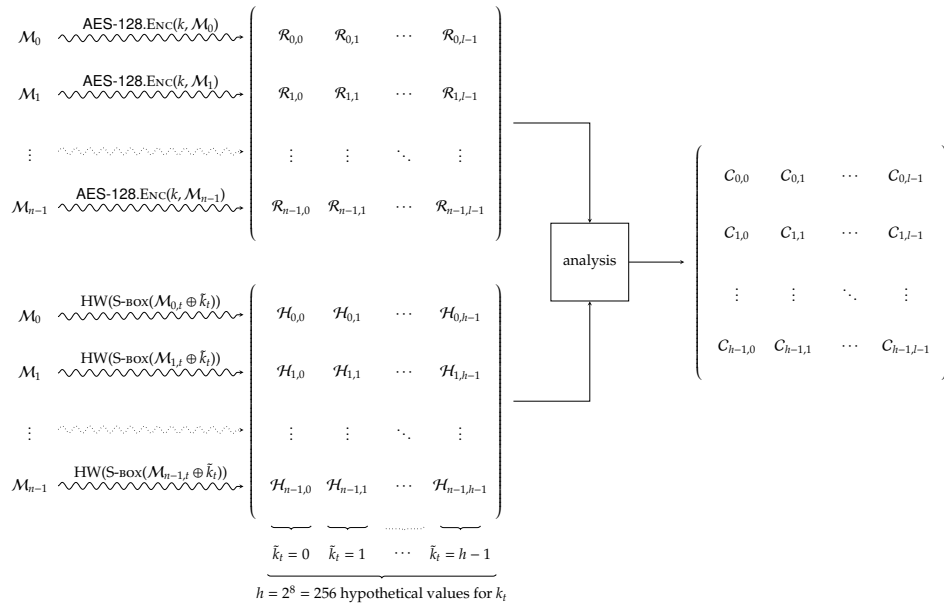 AES-128.Enc(k, M₀)
M₀ R₀,₀ R₀,₁ ⋯ R₀,l−1
AES-128.Enc(k, M₁)
M₁ R₁,₀ R₁,₁ ⋯ R₁,l−1
⋮ ⋮ ⋮ ⋱ ⋮
AES-128.Enc(k, Mn−1)
Mn−1 Rn−1,0 Rn−1,1 ⋯ Rn−1,l−1
HW(S-box(M₀,t ⊕ k̃t))
M₀ H₀,₀ H₀,₁ ⋯ H₀,h−1
HW(S-box(M₁,t ⊕ k̃t))
M₁ H₁,₀ H₁,₁ ⋯ H₁,h−1
⋮ ⋮ ⋮ ⋱ ⋮
HW(S-box(Mn−1,t ⊕ k̃t))
Mn−1 Hn−1,0 Hn−1,1 ⋯ Hn−1,h−1
k̃t = 0 k̃t = 1 ⋯ k̃t = h − 1
h = 2⁸ = 256 hypothetical values for kt
analysis
C₀,₀ C₀,₁ ⋯ C₀,l−1
C₁,₀ C₁,₁ ⋯ C₁,l−1
⋮ ⋮ ⋱ ⋮
Ch−1,0 Ch−1,1 ⋯ Ch−1,l−1